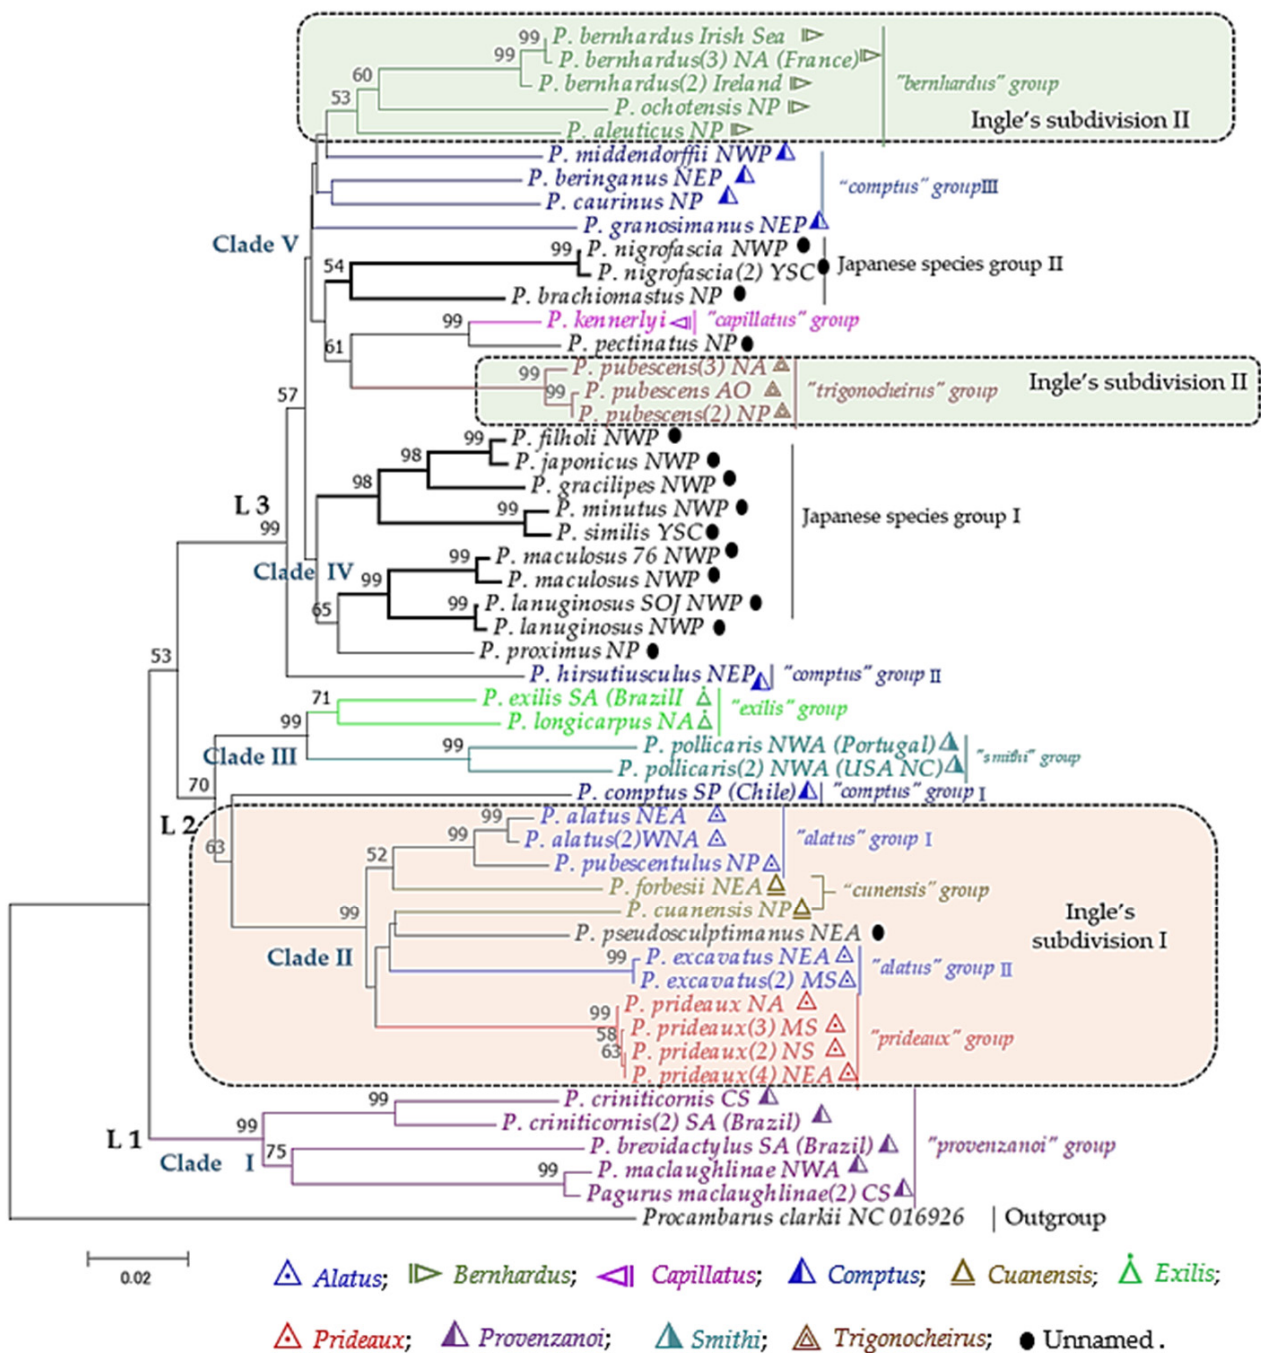 99 P. bernhardus Irish Sea
99 P. bernhardus(3) NA (France)
60 P. bernhardus(2) Ireland "bernhardus" group
53 P. ochotensis NP
P. aleuticus NP Ingle's subdivision II
P. middendorffii NWP
P. beringanus NEP "comptus" groupIII
P. caurinus NP
P. granosimanus NEP
Clade V 99 P. nigrofascia NWP
54 P. nigrofascia(2) YSC Japanese species group II
P. brachiomastus NP
99 P. kennerlyi "capillatus" group
61 P. pectinatus NP
99 P. pubescens(3) NA
57 99 P. pubescens AO "trigonocheirus" group Ingle's subdivision II
P. pubescens(2) NP
99 P. filholi NWP
98 P. japonicus NWP
98 P. gracilipes NWP
L 3 99 P. minutus NWP Japanese species group I
99 P. similis YSC
99 P. maculosus 76 NWP
Clade IV 99 P. maculosus NWP
65 99 P. lanuginosus SOJ NWP
P. lanuginosus NWP
53 P. proximus NP
P. hirsutiusculus NEP "comptus" group II
71 P. exilis SA (BrazilI "exilis" group
99 P. longicarpus NA
Clade III 99 P. pollicaris NWA (Portugal) "smithi" group
P. pollicaris(2) NWA (USA NC)
70 P. comptus SP (Chile) "comptus" group I
L 2 99 P. alatus NEA
63 99 P. alatus(2)WNA "alatus" group I
52 P. pubescentulus NP
P. forbesii NEA "cunensis" group
99 P. cuanensis NP Ingle's
P. pseudosculptimanus NEA subdivision I
Clade II 99 P. excavatus NEA "alatus" group II
P. excavatus(2) MS
99 P. prideaux NA
58 P. prideaux(3) MS "prideaux" group
63 P. prideaux(2) NS
P. prideaux(4) NEA
99 P. criniticornis CS
L 1 99 P. criniticornis(2) SA (Brazil)
Clade I 75 P. brevidactylus SA (Brazil) "provenzanoi" group
99 P. maclaughlinae NWA
Pagurus maclaughlinae(2) CS
Procambarus clarkii NC 016926 Outgroup
0.02
Alatus; Bernhardus; Capillatus; Comptus; Cuanensis; Exilis;
Prideaux; Provenzanoi; Smithi; Trigonocheirus; Unnamed .